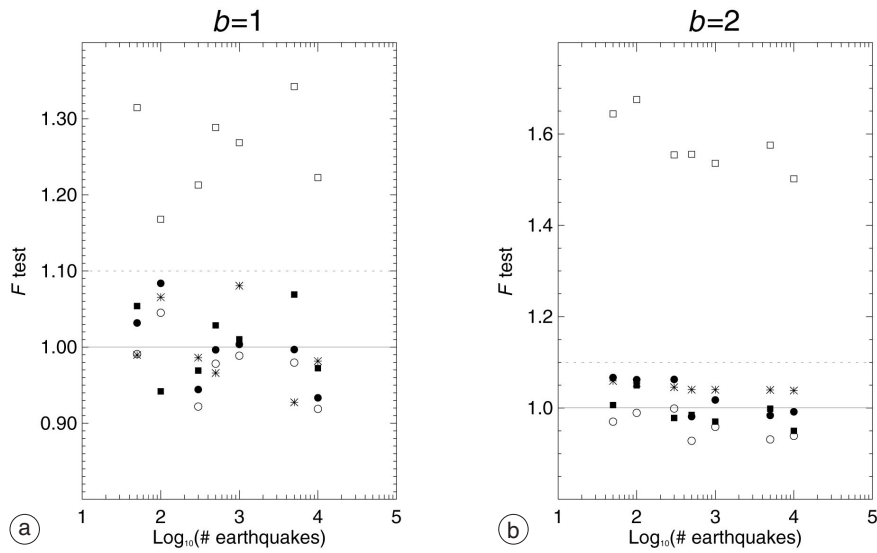 b=1
b=2
F test
1.30
1.20
1.10
1.00
0.90
1
2
3
4
5
Log₁₀(# earthquakes)
a
F test
1.6
1.4
1.2
1.0
1
2
3
4
5
Log₁₀(# earthquakes)
b